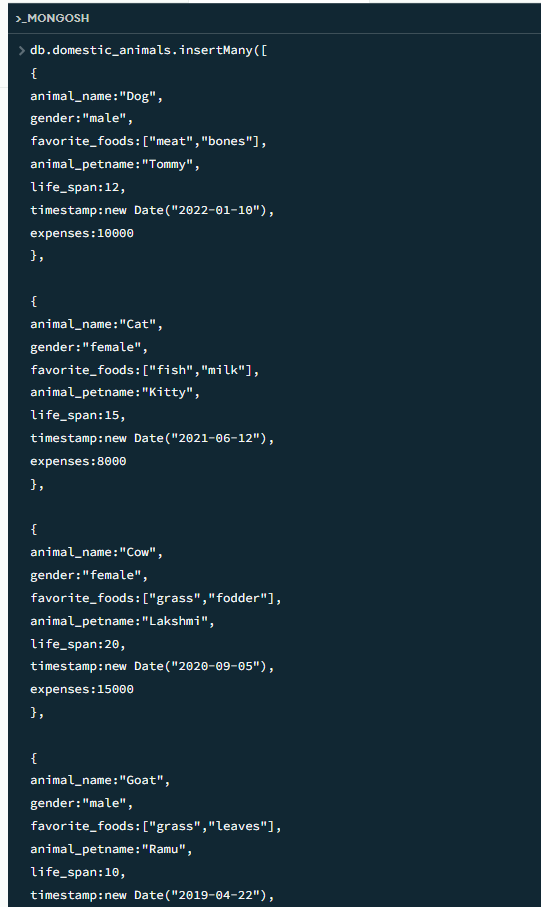 >_MONGOSH
> db.domestic_animals.insertMany([
{
animal_name:"Dog",
gender:"male",
favorite_foods:["meat","bones"],
animal_petname:"Tommy",
life_span:12,
timestamp:new Date("2022-01-10"),
expenses:10000
},
{
animal_name:"Cat",
gender:"female",
favorite_foods:["fish","milk"],
animal_petname:"Kitty",
life_span:15,
timestamp:new Date("2021-06-12"),
expenses:8000
},
{
animal_name:"Cow",
gender:"female",
favorite_foods:["grass","fodder"],
animal_petname:"Lakshmi",
life_span:20,
timestamp:new Date("2020-09-05"),
expenses:15000
},
{
animal_name:"Goat",
gender:"male",
favorite_foods:["grass","leaves"],
animal_petname:"Ramu",
life_span:10,
timestamp:new Date("2019-04-22"),